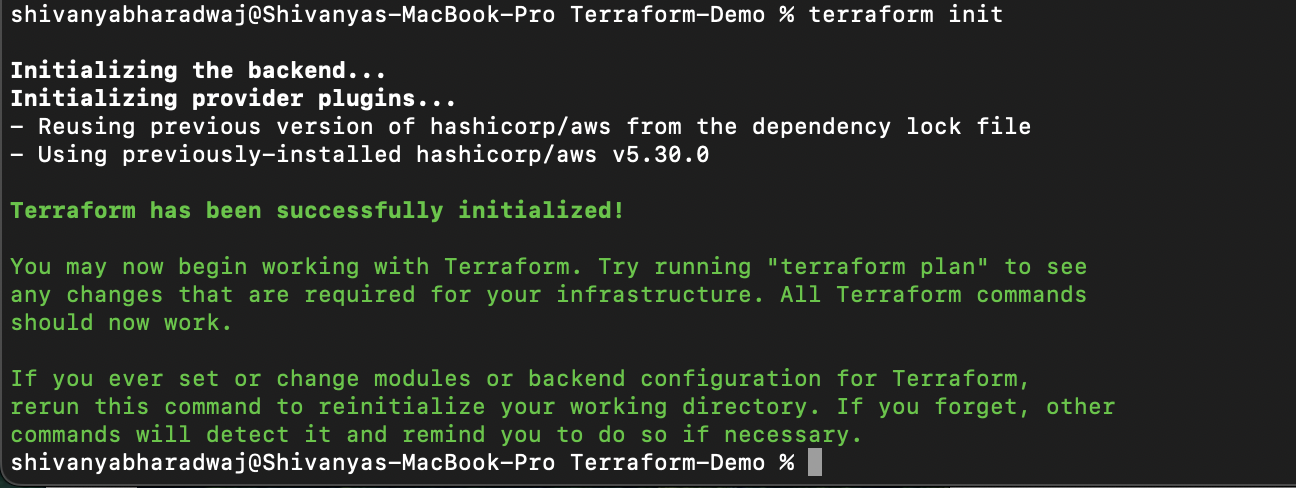 shivanyabharadwaj@Shivanyas-MacBook-Pro Terraform-Demo % terraform init
Initializing the backend...
Initializing provider plugins...
- Reusing previous version of hashicorp/aws from the dependency lock file
- Using previously-installed hashicorp/aws v5.30.0
Terraform has been successfully initialized!
You may now begin working with Terraform. Try running "terraform plan" to see
any changes that are required for your infrastructure. All Terraform commands
should now work.
If you ever set or change modules or backend configuration for Terraform,
rerun this command to reinitialize your working directory. If you forget, other
commands will detect it and remind you to do so if necessary.
shivanyabharadwaj@Shivanyas-MacBook-Pro Terraform-Demo %